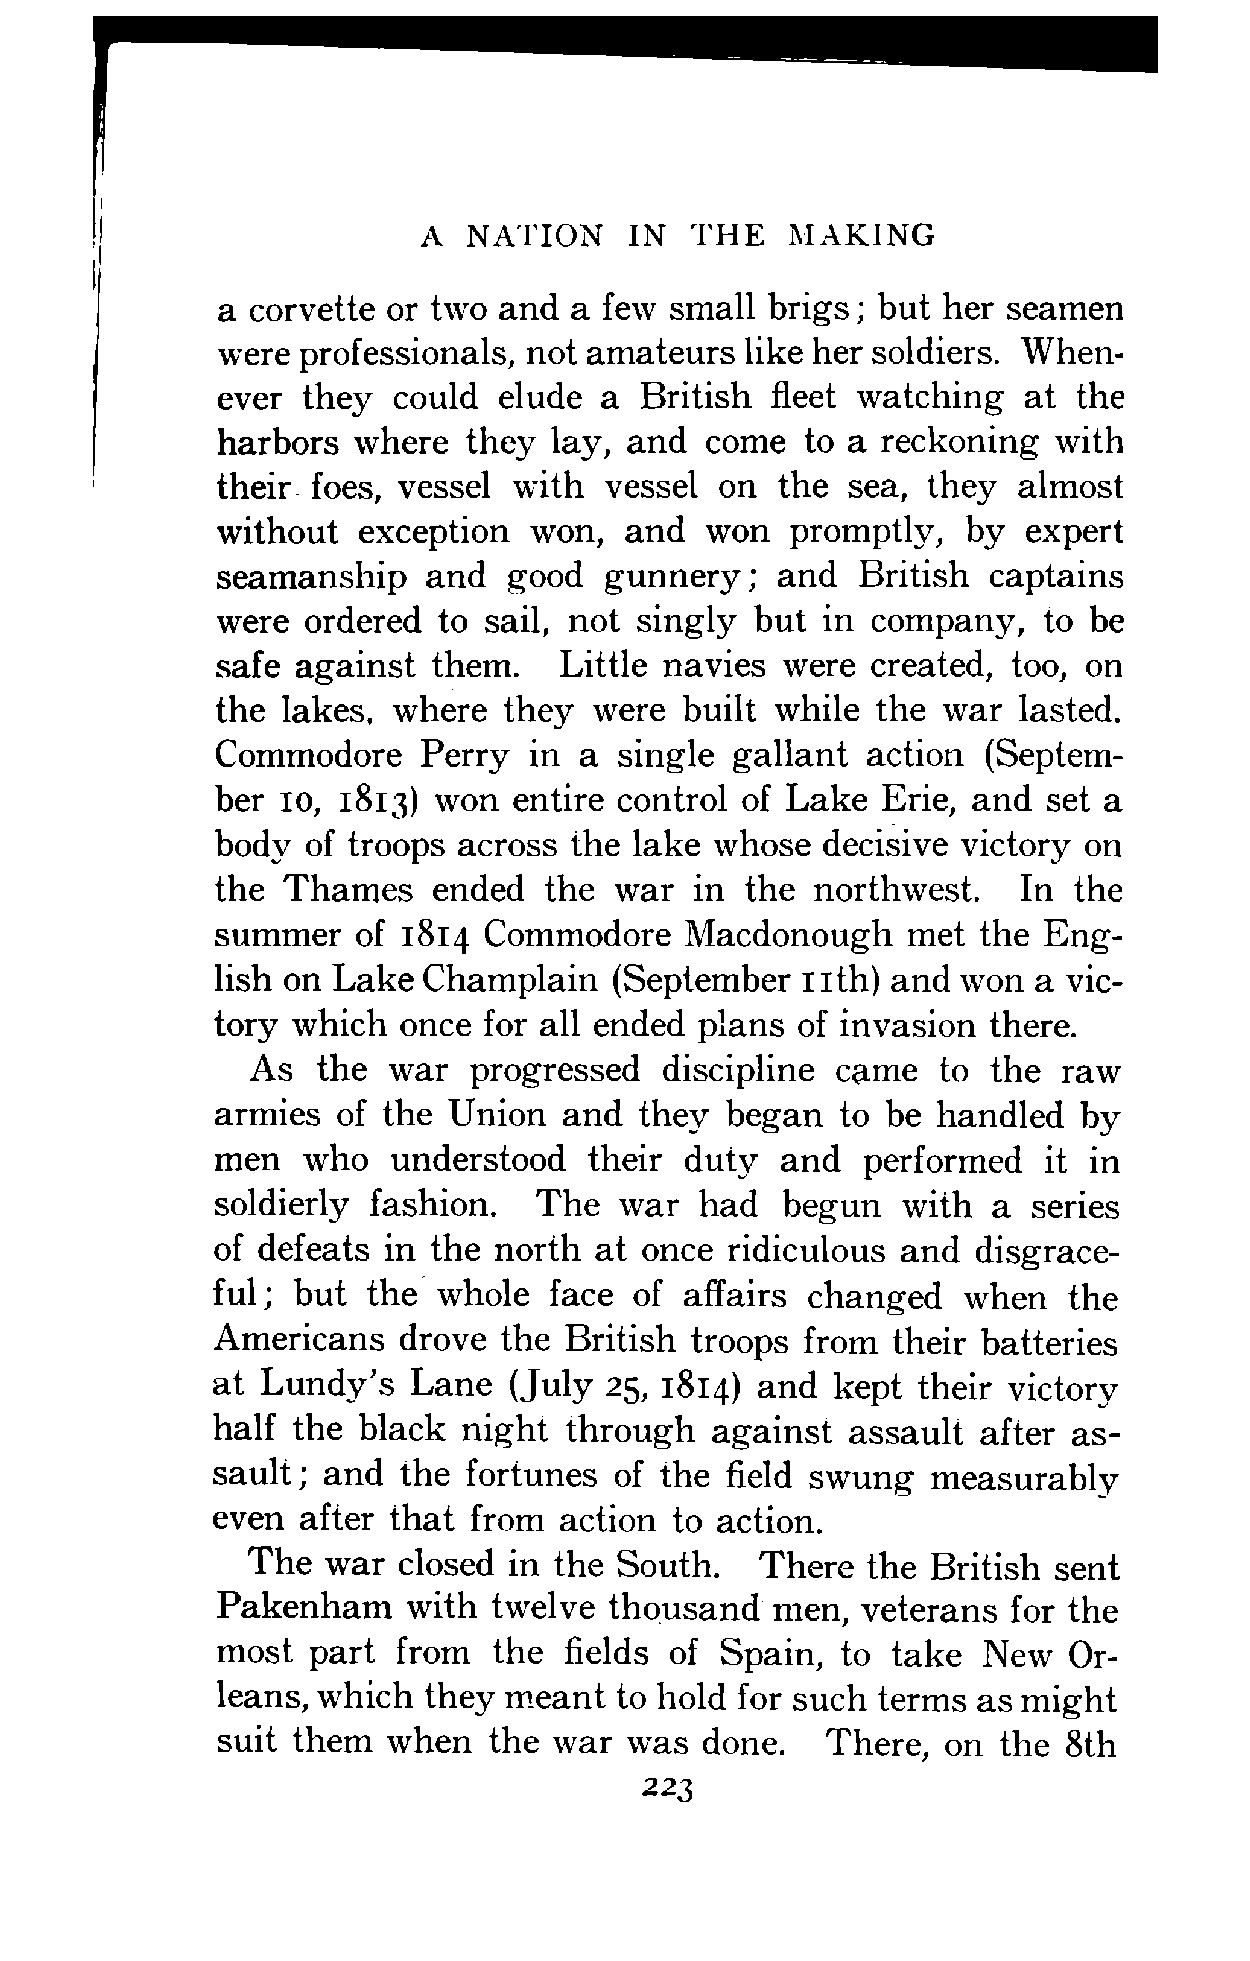 A NATION IN THE MAKING
a corvette or two and a few small brigs; but her seamen
were professionals, not amateurs like her soldiers. When-
ever they could elude a British fleet watching at the
harbors where they lay, and come to a reckoning with
their foes, vessel with vessel on the sea, they almost
without exception won, and won promptly, by expert
seamanship and good gunnery; and British captains
were ordered to sail, not singly but in company, to be
safe against them. Little navies were created, too, on
the lakes, where they were built while the war lasted.
Commodore Perry in a single gallant action (Septem-
ber 10, 1813) won entire control of Lake Erie, and set a
body of troops across the lake whose decisive victory on
the Thames ended the war in the northwest. In the
summer of 1814 Commodore Macdonough met the Eng-
lish on Lake Champlain (September 11th) and won a vic-
tory which once for all ended plans of invasion there.
As the war progressed discipline came to the raw
armies of the Union and they began to be handled by
men who understood their duty and performed it in
soldierly fashion. The war had begun with a series
of defeats in the north at once ridiculous and disgrace-
ful; but the whole face of affairs changed when the
Americans drove the British troops from their batteries
at Lundy's Lane (July 25, 1814) and kept their victory
half the black night through against assault after as-
sault; and the fortunes of the field swung measurably
even after that from action to action.
The war closed in the South. There the British sent
Pakenham with twelve thousand men, veterans for the
most part from the fields of Spain, to take New Or-
leans, which they meant to hold for such terms as might
suit them when the war was done. There, on the 8th
223